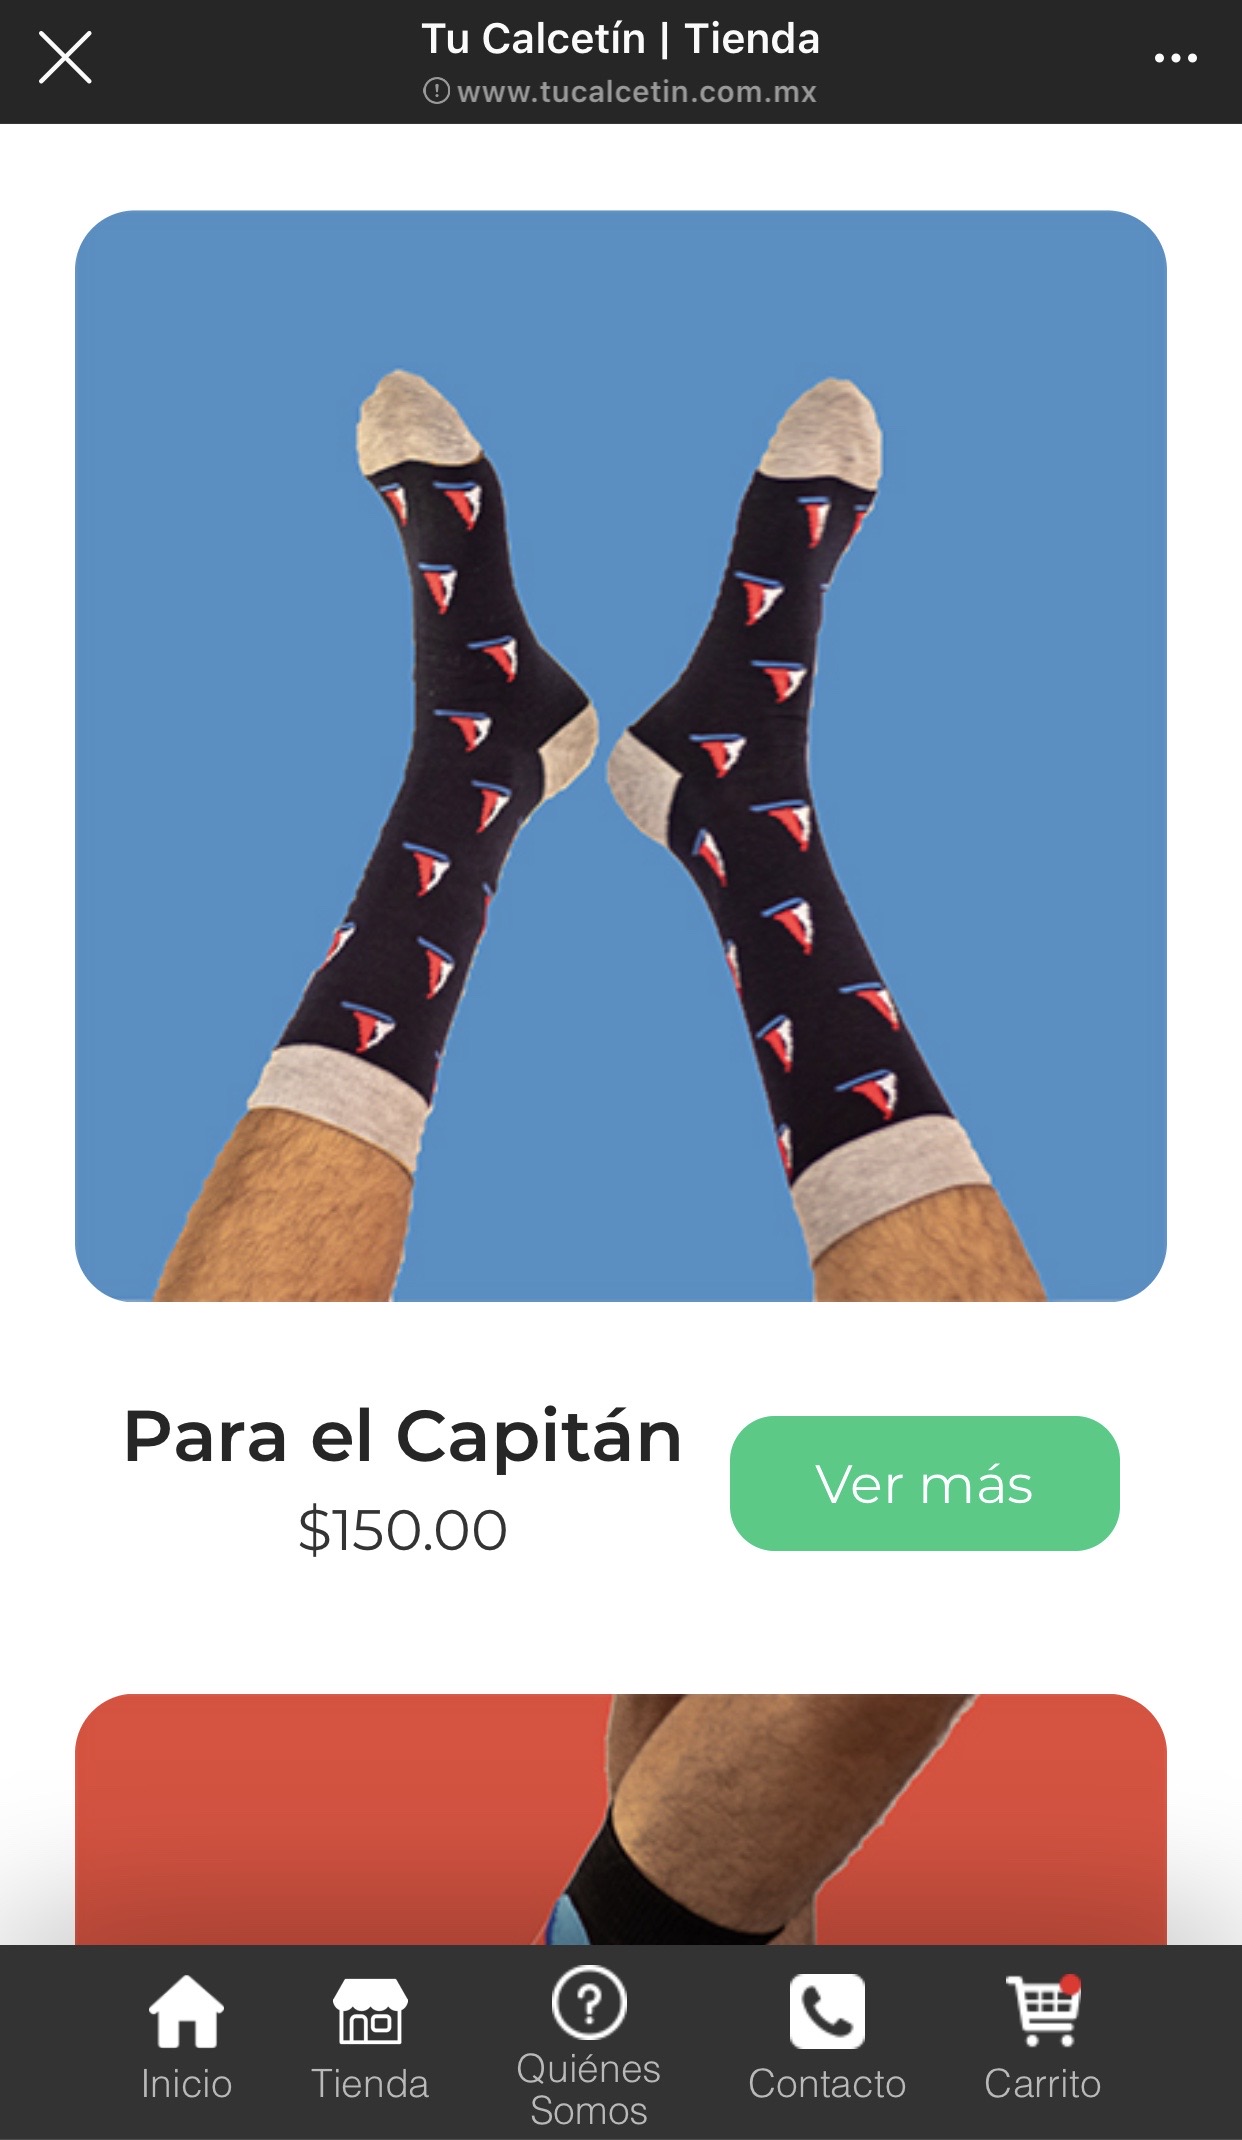 Tu Calcetín | Tienda
www.tucalcetin.com.mx
Para el Capitán
$150.00
Ver más
Inicio
Tienda
Quiénes
Somos
Contacto
Carrito